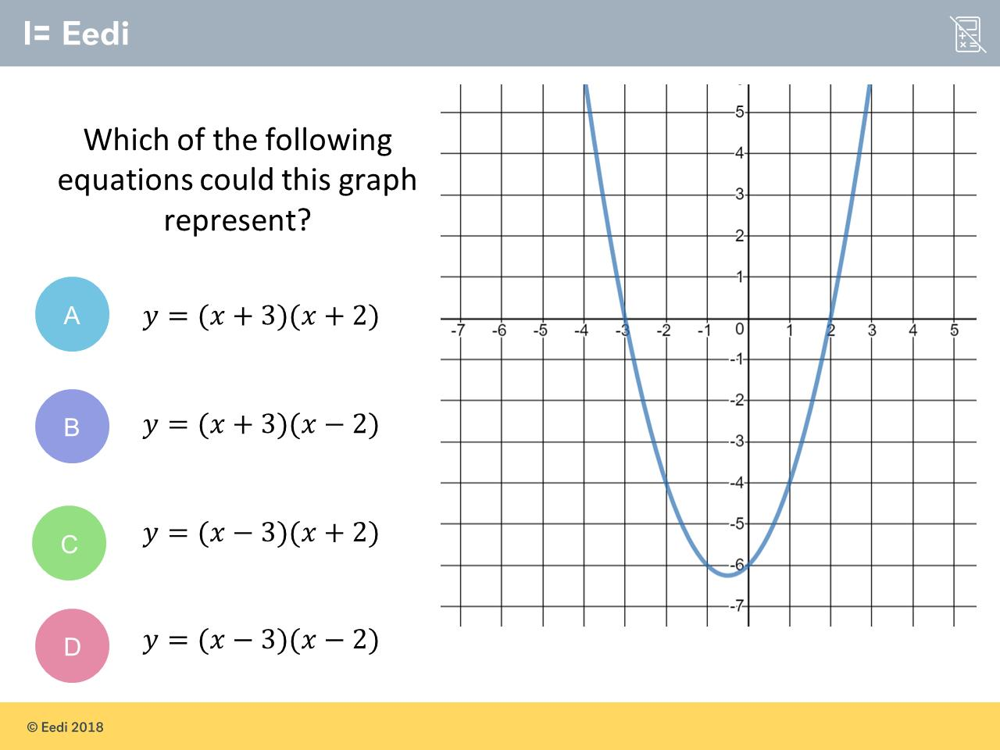 Eedi
Which of the following
equations could this graph
represent?
A
y = (x + 3)(x + 2)
B
y = (x + 3)(x − 2)
C
y = (x − 3)(x + 2)
D
y = (x − 3)(x − 2)
5
4
3
2
1
-7 -6 -5 -4 -3 -2 -1 0 1 2 3 4 5
-1
-2
-3
-4
-5
-6
-7
© Eedi 2018